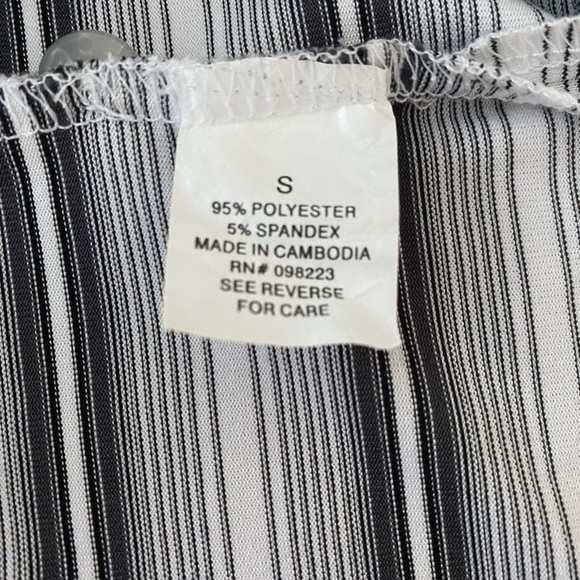 S
95% POLYESTER
5% SPANDEX
MADE IN CAMBODIA
RN# 098223
SEE REVERSE
FOR CARE